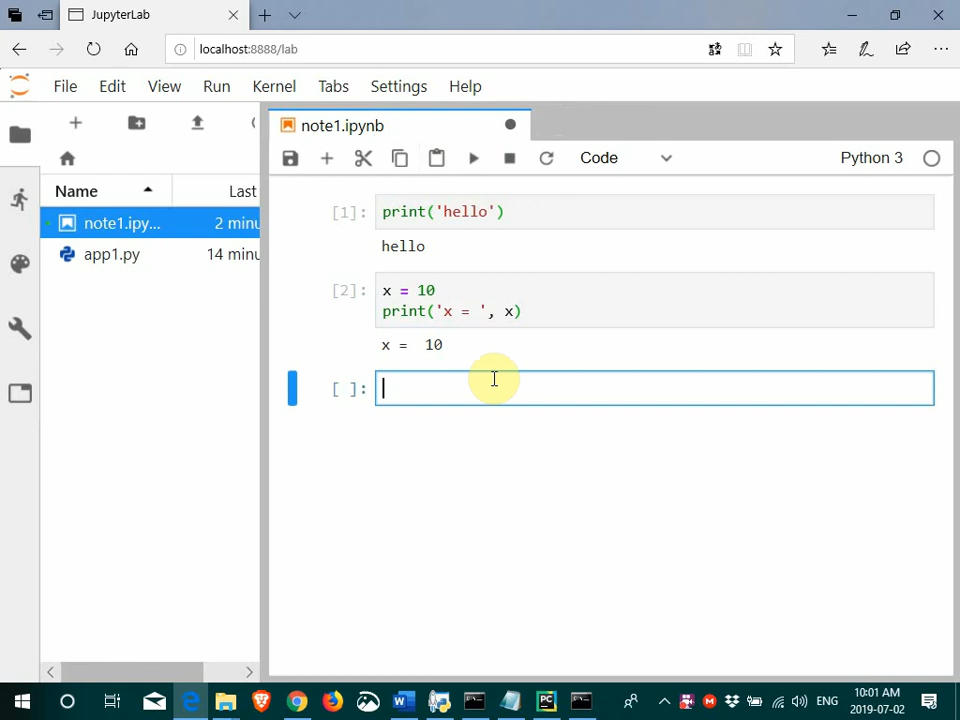 JupyterLab
localhost:8888/lab
File Edit View Run Kernel Tabs Settings Help
note1.ipynb
Code
Python 3
Name
Last
note1.ipy...
2 minu
app1.py
14 minu
[1]:
print('hello')
hello
[2]:
x = 10
print('x = ', x)
x =  10
[ ]:
ENG
10:01 AM
2019-07-02